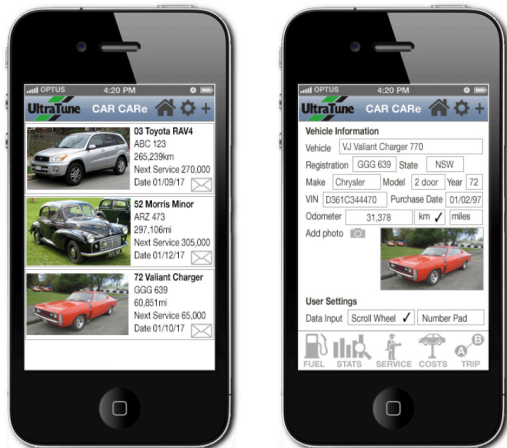 OPTUS 4:20 PM
UltraTune CAR CARe +
03 Toyota RAV4
ABC 123
265,239km
Next Service 270,000
Date 01/09/17
52 Morris Minor
ARZ 473
297,106mi
Next Service 305,000
Date 01/12/17
72 Valiant Charger
GGG 639
60,851mi
Next Service 65,000
Date 01/10/17
OPTUS 4:20 PM
UltraTune CAR CARe +
Vehicle Information
Vehicle VJ Valiant Charger 770
Registration GGG 639 State NSW
Make Chrysler Model 2 door Year 72
VIN D361C344470 Purchase Date 01/02/97
Odometer 31,378 km ✓ miles
Add photo
User Settings
Data Input Scroll Wheel ✓ Number Pad
A B
FUEL STATS SERVICE COSTS TRIP